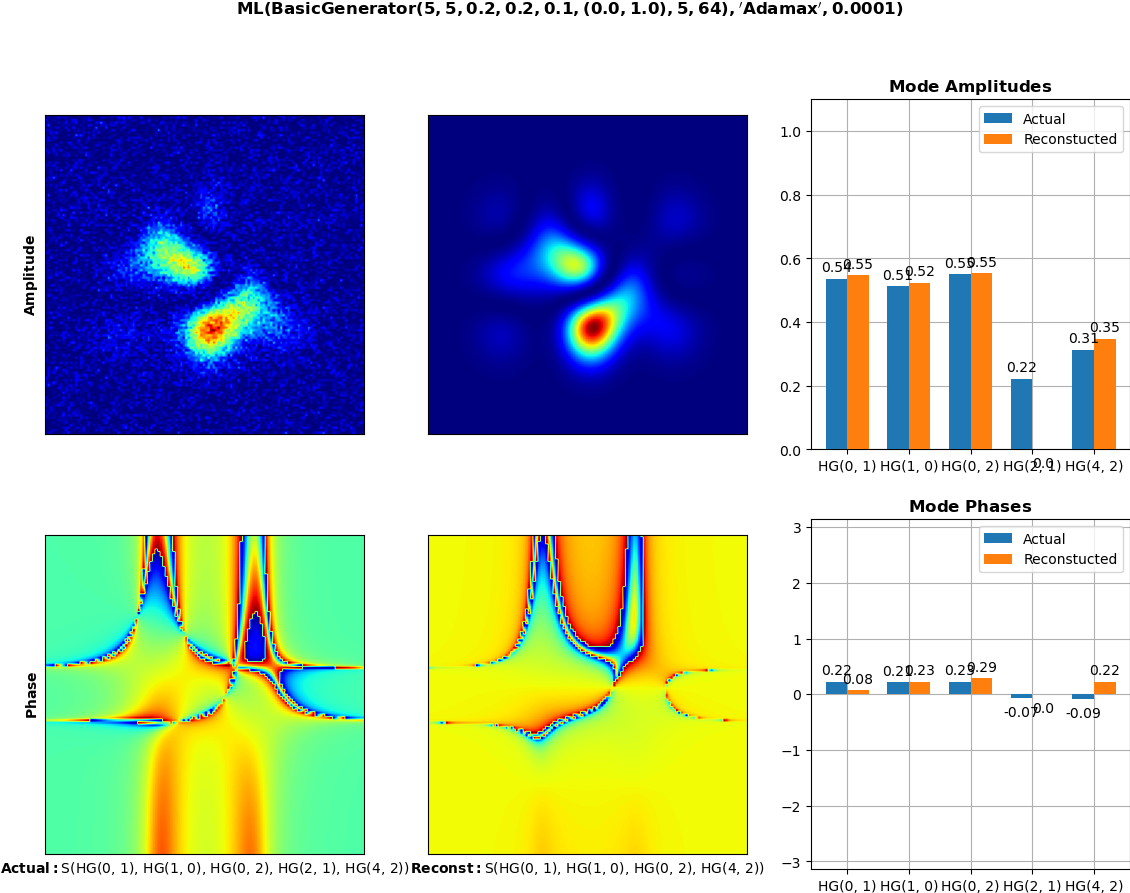 ML(BasicGenerator(5, 5, 0.2, 0.2, 0.1, (0.0, 1.0), 5, 64), ′Adamax′, 0.0001)
Amplitude
Mode Amplitudes
Actual
Reconstucted
1.0
0.8
0.6
0.4
0.2
0.0
0.54
0.55
0.51
0.52
0.55
0.55
0.22
0.0
0.31
0.35
HG(0, 1) HG(1, 0) HG(0, 2) HG(2, 1) HG(4, 2)
Phase
Actual: S(HG(0, 1), HG(1, 0), HG(0, 2), HG(2, 1), HG(4, 2))
Reconst: S(HG(0, 1), HG(1, 0), HG(0, 2), HG(4, 2))
Mode Phases
Actual
Reconstucted
3
2
1
0
−1
−2
−3
0.22
0.08
0.21
0.23
0.29
-0.07
0.0
-0.09
0.22
HG(0, 1) HG(1, 0) HG(0, 2) HG(2, 1) HG(4, 2)